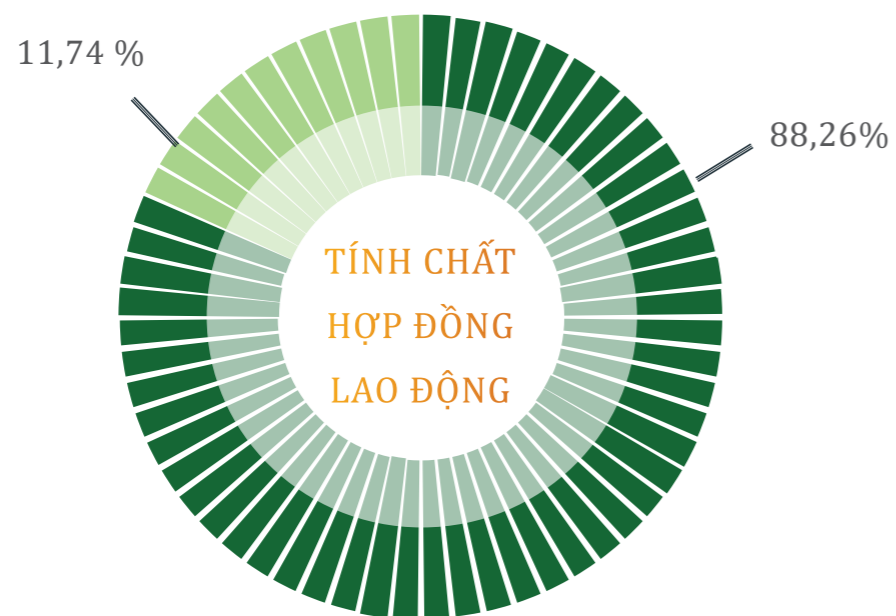 11,74 %
88,26%
TÍNH CHẤT
HỢP ĐỒNG
LAO ĐỘNG